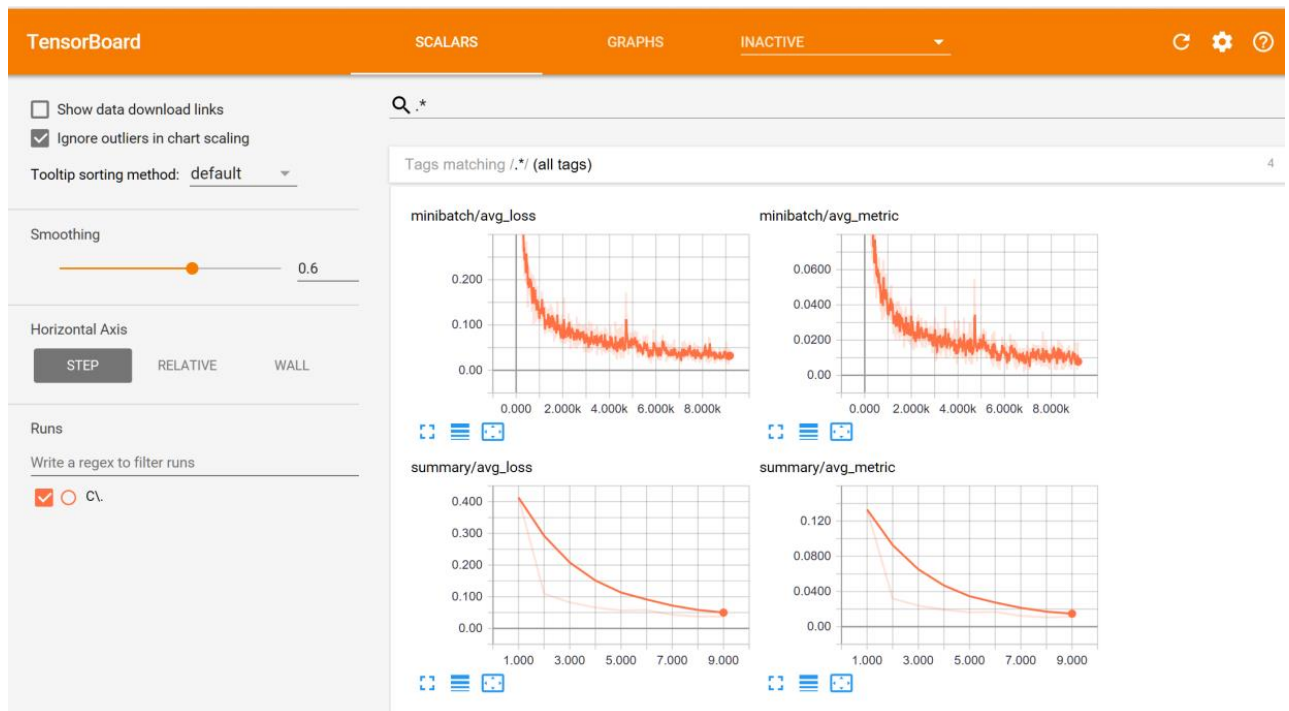 TensorBoard SCALARS GRAPHS INACTIVE
Show data download links
Ignore outliers in chart scaling
Tooltip sorting method: default
Smoothing
0.6
Horizontal Axis
STEP RELATIVE WALL
Runs
Write a regex to filter runs
C\.
.*
Tags matching /.*/ (all tags) 4
minibatch/avg_loss
0.200
0.100
0.00
0.000 2.000k 4.000k 6.000k 8.000k
minibatch/avg_metric
0.0600
0.0400
0.0200
0.00
0.000 2.000k 4.000k 6.000k 8.000k
summary/avg_loss
0.400
0.300
0.200
0.100
0.00
1.000 3.000 5.000 7.000 9.000
summary/avg_metric
0.120
0.0800
0.0400
0.00
1.000 3.000 5.000 7.000 9.000